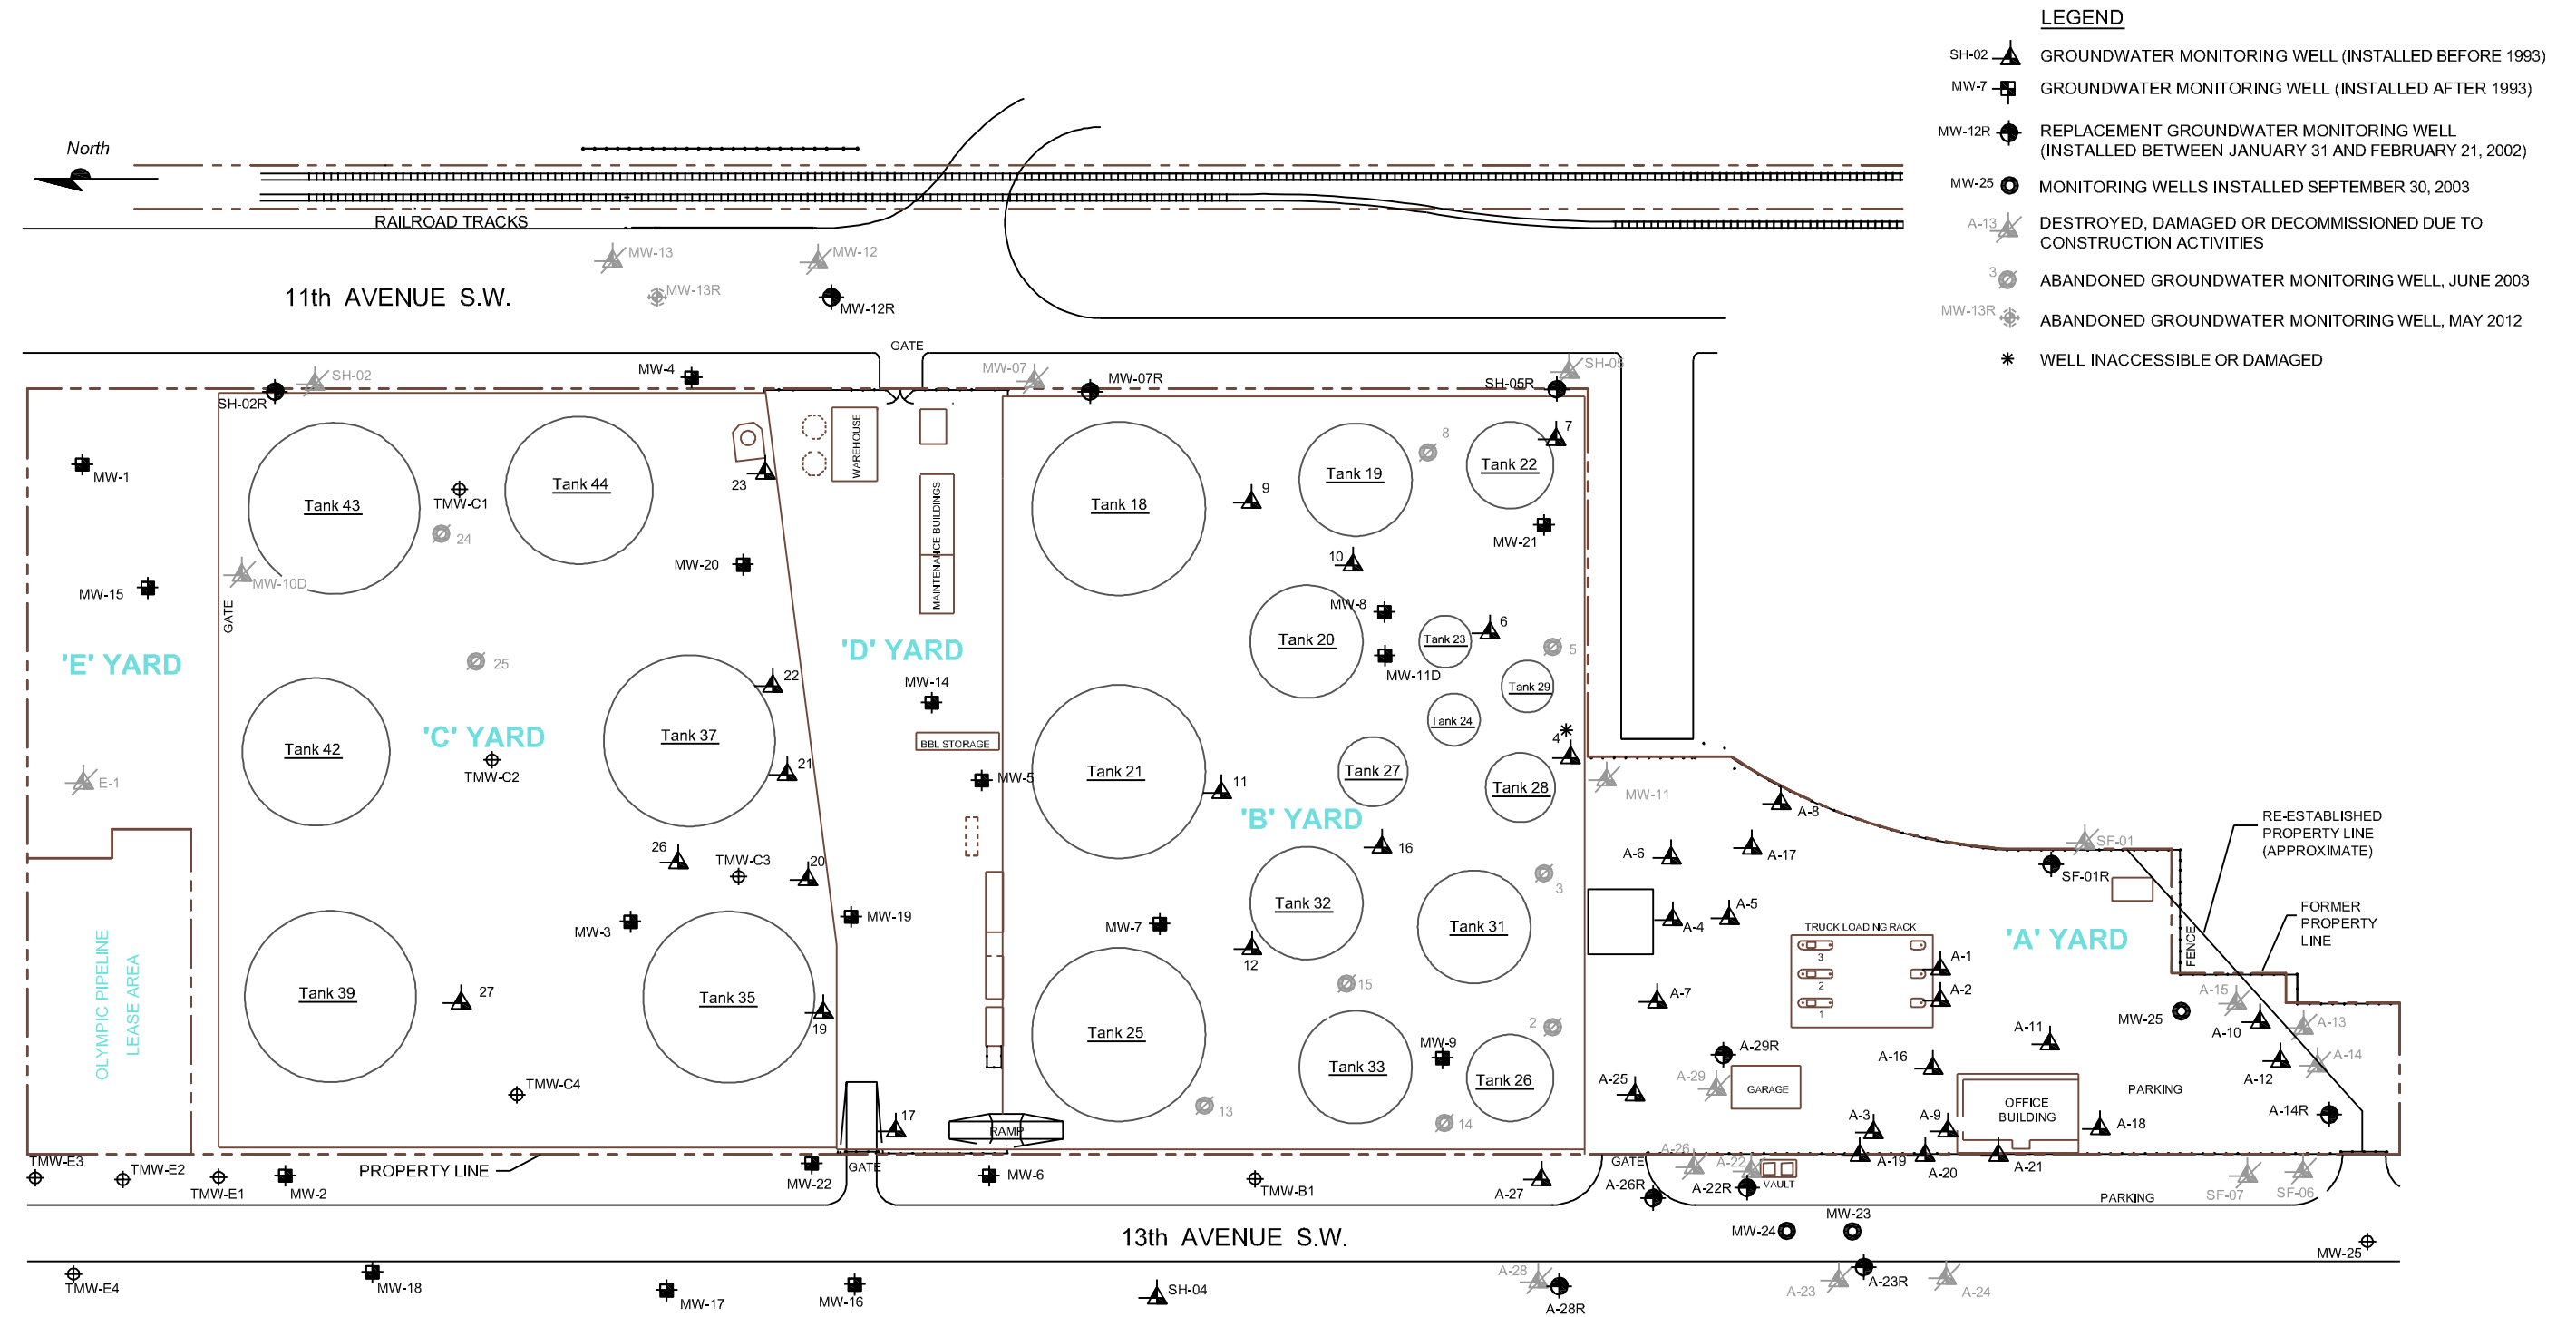 LEGEND
SH-02 GROUNDWATER MONITORING WELL (INSTALLED BEFORE 1993)
MW-7 GROUNDWATER MONITORING WELL (INSTALLED AFTER 1993)
MW-12R REPLACEMENT GROUNDWATER MONITORING WELL
(INSTALLED BETWEEN JANUARY 31 AND FEBRUARY 21, 2002)
MW-25 MONITORING WELLS INSTALLED SEPTEMBER 30, 2003
A-13 DESTROYED, DAMAGED OR DECOMMISSIONED DUE TO
CONSTRUCTION ACTIVITIES
3 ABANDONED GROUNDWATER MONITORING WELL, JUNE 2003
MW-13R ABANDONED GROUNDWATER MONITORING WELL, MAY 2012
* WELL INACCESSIBLE OR DAMAGED
North
RAILROAD TRACKS
MW-13
MW-12
MW-13R
MW-12R
11th AVENUE S.W.
GATE
SH-02
MW-4
MW-07
MW-07R
SH-05
SH-05R
SH-02R
MW-1
MW-15
'E' YARD
E-1
OLYMPIC PIPELINE
LEASE AREA
Tank 43
Tank 44
TMW-C1
24
MW-10D
GATE
25
23
MW-20
22
Tank 42
'C' YARD
TMW-C2
Tank 37
21
26
TMW-C3
20
MW-3
Tank 39
27
Tank 35
19
TMW-C4
WAREHOUSE
MAINTENANCE BUILDINGS
'D' YARD
MW-14
BBL STORAGE
MW-5
MW-19
17
RAMP
GATE
Tank 18
9
Tank 19
8
Tank 22
7
10
MW-21
MW-8
Tank 20
Tank 23
6
5
MW-11D
Tank 29
Tank 24
*
4
Tank 21
11
Tank 27
Tank 28
'B' YARD
16
3
Tank 32
Tank 31
MW-7
12
15
2
Tank 25
Tank 33
MW-9
Tank 26
13
14
MW-11
A-8
A-6
A-17
SF-01
SF-01R
A-4
A-5
TRUCK LOADING RACK
3
2
1
A-1
A-2
'A' YARD
FENCE
RE-ESTABLISHED
PROPERTY LINE
(APPROXIMATE)
FORMER
PROPERTY
LINE
A-7
A-15
MW-25
A-10
A-13
A-11
A-14
A-12
A-29R
A-16
A-25
A-29
GARAGE
OFFICE
BUILDING
PARKING
A-14R
A-3
A-9
A-18
A-19
A-20
A-21
GATE
A-26
A-22
VAULT
A-26R
A-22R
SF-07
SF-06
PARKING
TMW-E3
TMW-E2
TMW-E1
MW-2
PROPERTY LINE
MW-22
MW-6
TMW-B1
A-27
13th AVENUE S.W.
MW-24
MW-23
MW-25
TMW-E4
MW-18
MW-17
MW-16
SH-04
A-28
A-28R
A-23
A-23R
A-24